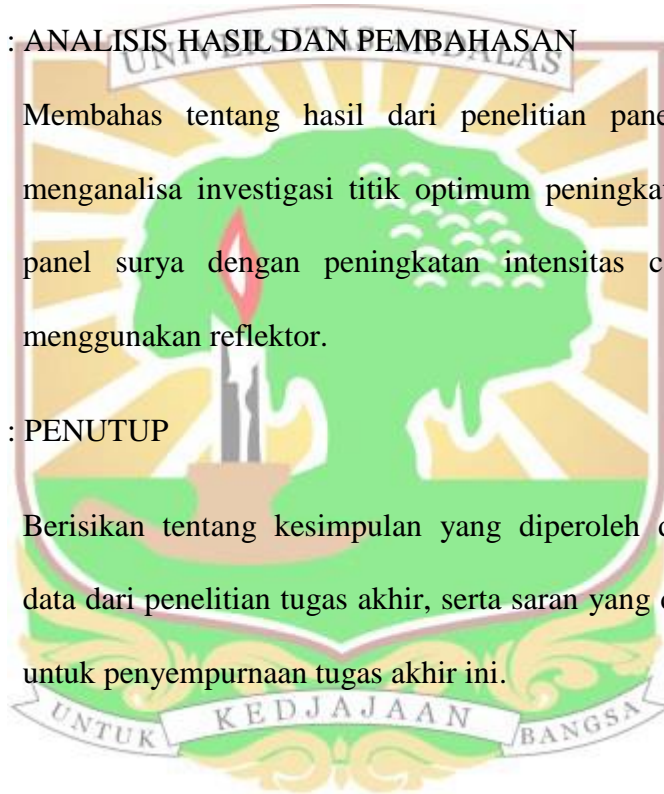 : ANALISIS HASIL DAN PEMBAHASAN
UNIVERSITAS ANDALAS
Membahas tentang hasil dari penelitian pane
menganalisa investigasi titik optimum peningka
panel surya dengan peningkatan intensitas c
menggunakan reflektor.
: PENUTUP
Berisikan tentang kesimpulan yang diperoleh d
data dari penelitian tugas akhir, serta saran yang d
untuk penyempurnaan tugas akhir ini.
UNTUK KEDJAJAAN BANGSA